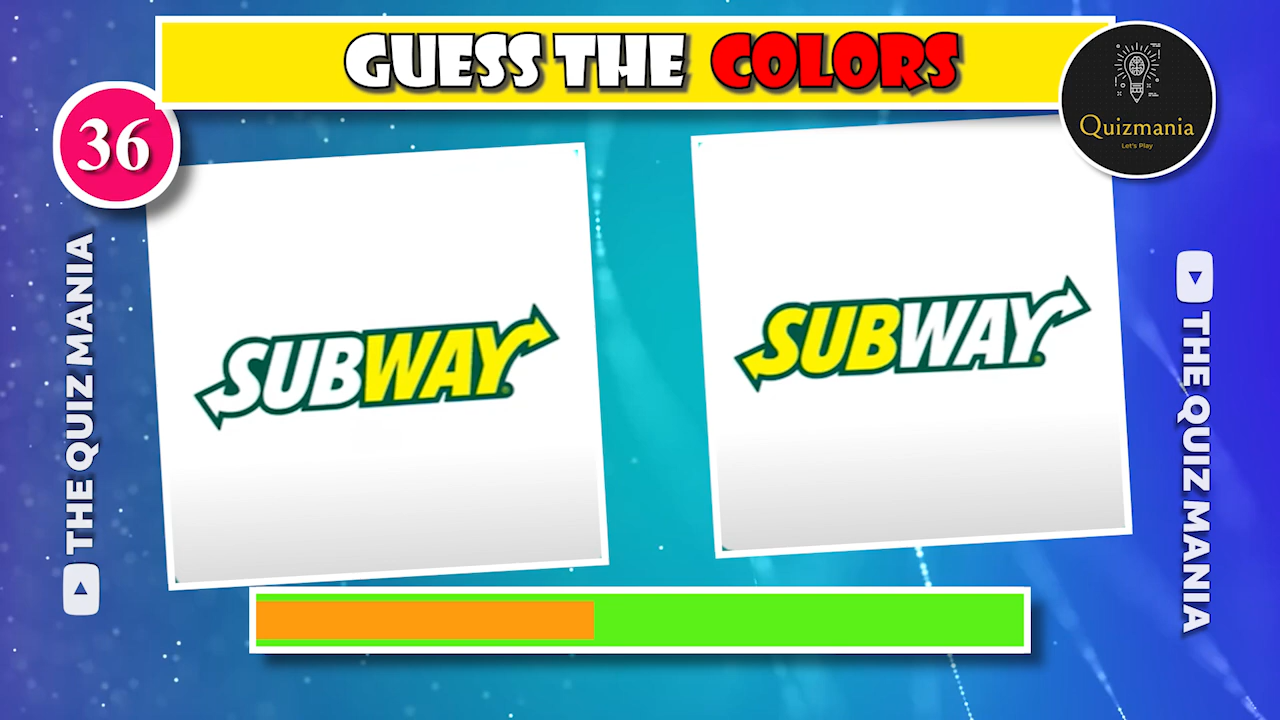 GUESS THE COLORS
36
Quizmania
Let's Play
SUBWAY
SUBWAY
THE QUIZ MANIA
THE QUIZ MANIA